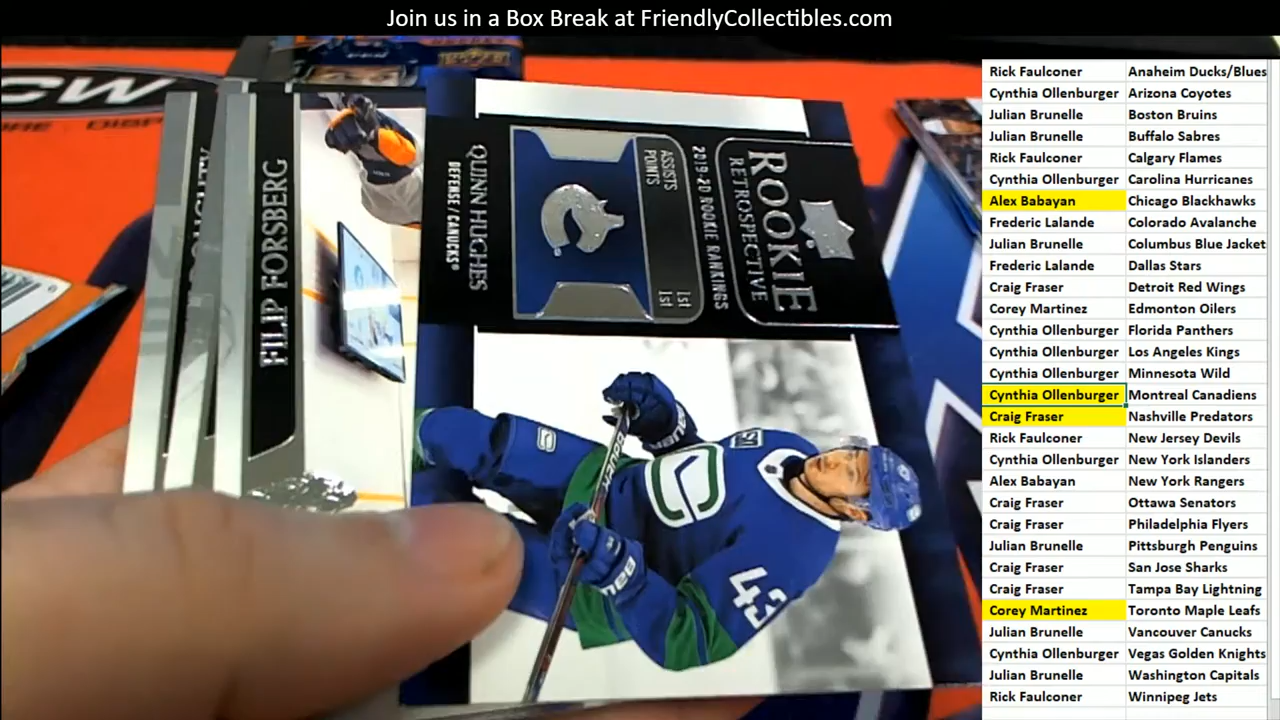 Join us in a Box Break at FriendlyCollectibles.com
Rick Faulconer Anaheim Ducks/Blues
Cynthia Ollenburger Arizona Coyotes
Julian Brunelle Boston Bruins
Julian Brunelle Buffalo Sabres
Rick Faulconer Calgary Flames
Cynthia Ollenburger Carolina Hurricanes
Alex Babayan Chicago Blackhawks
Frederic Lalande Colorado Avalanche
Julian Brunelle Columbus Blue Jacket
Frederic Lalande Dallas Stars
Craig Fraser Detroit Red Wings
Corey Martinez Edmonton Oilers
Cynthia Ollenburger Florida Panthers
Cynthia Ollenburger Los Angeles Kings
Cynthia Ollenburger Minnesota Wild
Cynthia Ollenburger Montreal Canadiens
Craig Fraser Nashville Predators
Rick Faulconer New Jersey Devils
Cynthia Ollenburger New York Islanders
Alex Babayan New York Rangers
Craig Fraser Ottawa Senators
Craig Fraser Philadelphia Flyers
Julian Brunelle Pittsburgh Penguins
Craig Fraser San Jose Sharks
Craig Fraser Tampa Bay Lightning
Corey Martinez Toronto Maple Leafs
Julian Brunelle Vancouver Canucks
Cynthia Ollenburger Vegas Golden Knights
Julian Brunelle Washington Capitals
Rick Faulconer Winnipeg Jets
ROOKIE
RETROSPECTIVE
2019-20 ROOKIE RANKINGS
ASSISTS 1st
POINTS 1st
QUINN HUGHES
DEFENSE/CANUCKS®
43
BAUER
FILIP FORSBERG
CW